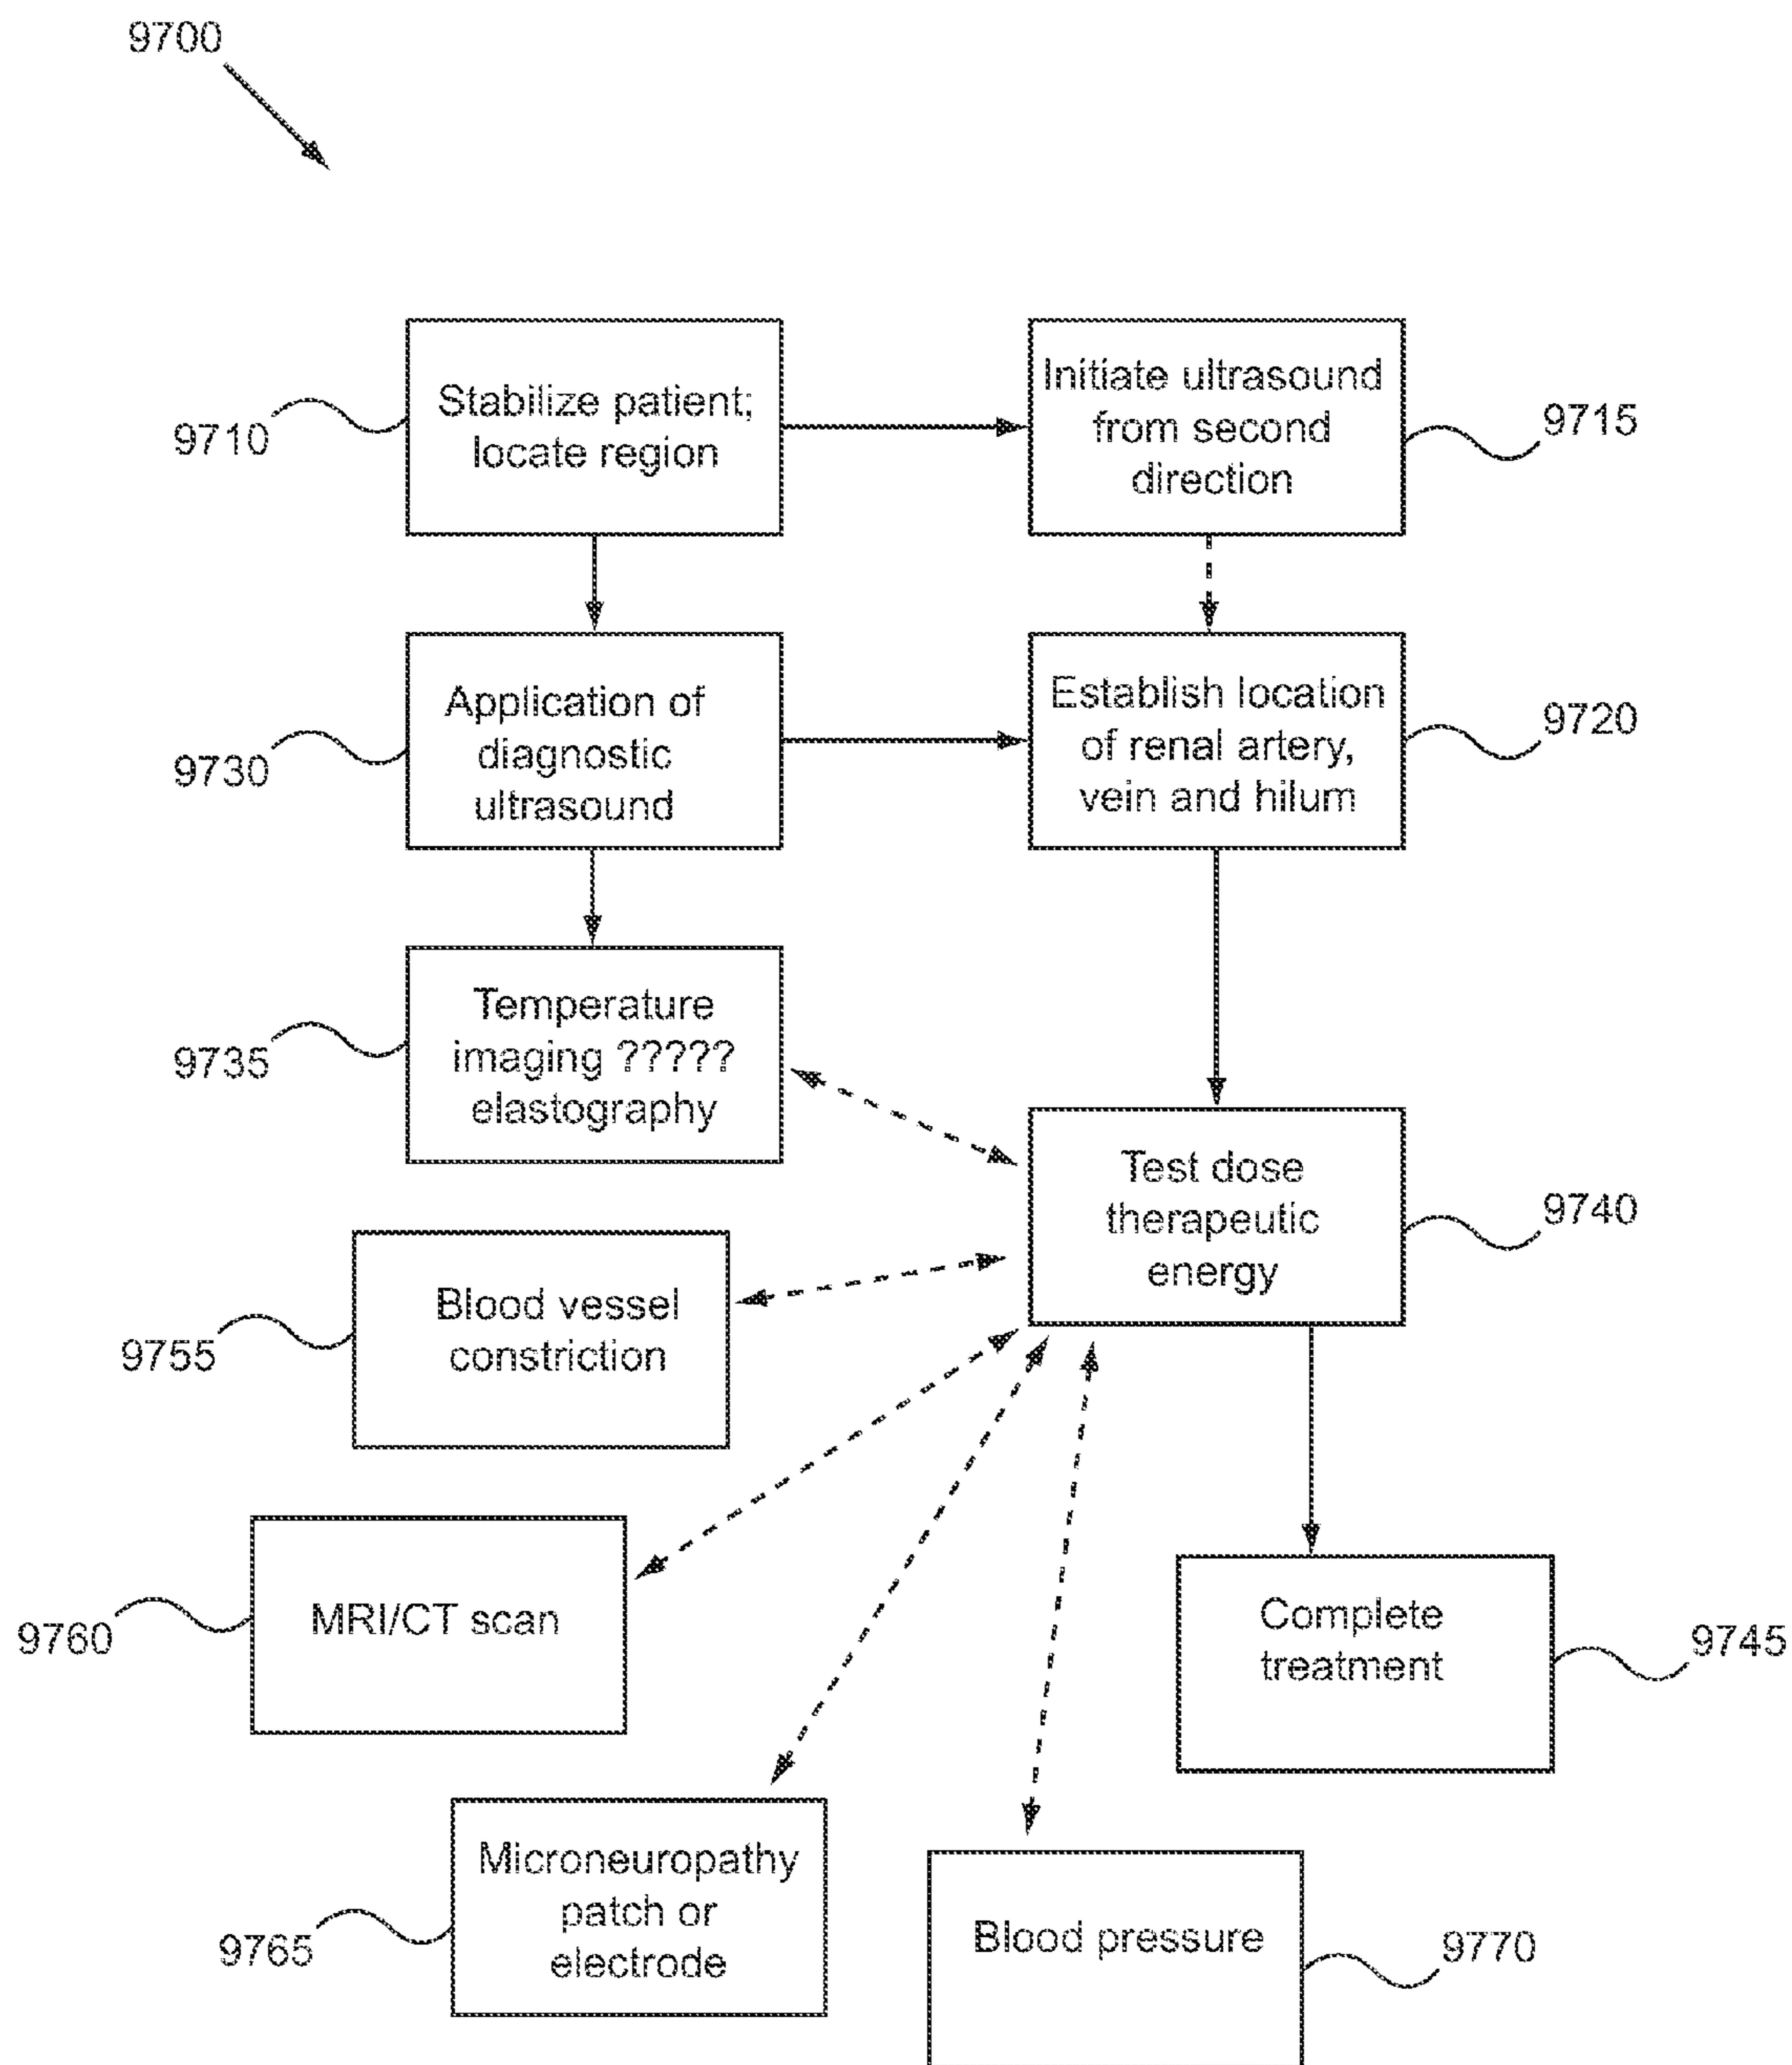 9700
9710
Stabilize patient;
locate region
Initiate ultrasound
from second
direction
9715
9730
Application of
diagnostic
ultrasound
Establish location
of renal artery,
vein and hilum
9720
9735
Temperature
imaging ?????
elastography
Test dose
therapeutic
energy
9740
9755
Blood vessel
constriction
9760
MRI/CT scan
Complete
treatment
9745
9765
Microneuropathy
patch or
electrode
Blood pressure
9770